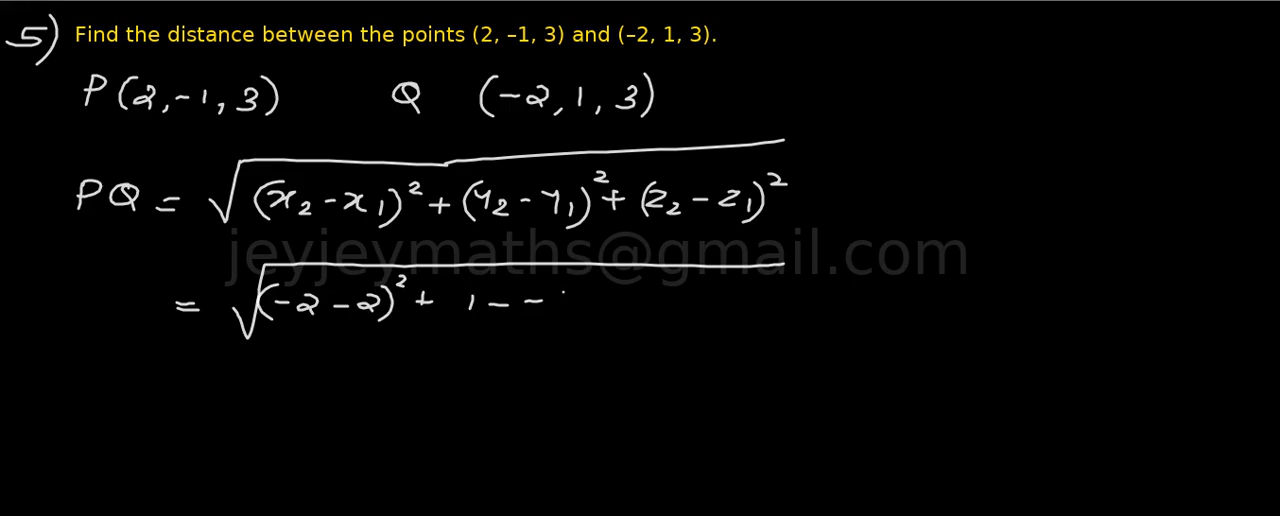 5) Find the distance between the points (2, –1, 3) and (–2, 1, 3).
P(2,-1,3) Q (-2,1,3)
PQ = √(x₂-x₁)²+(y₂-y₁)²+(z₂-z₁)²
jeyjeymaths@gmail.com
= √(-2-2)²+ 1--